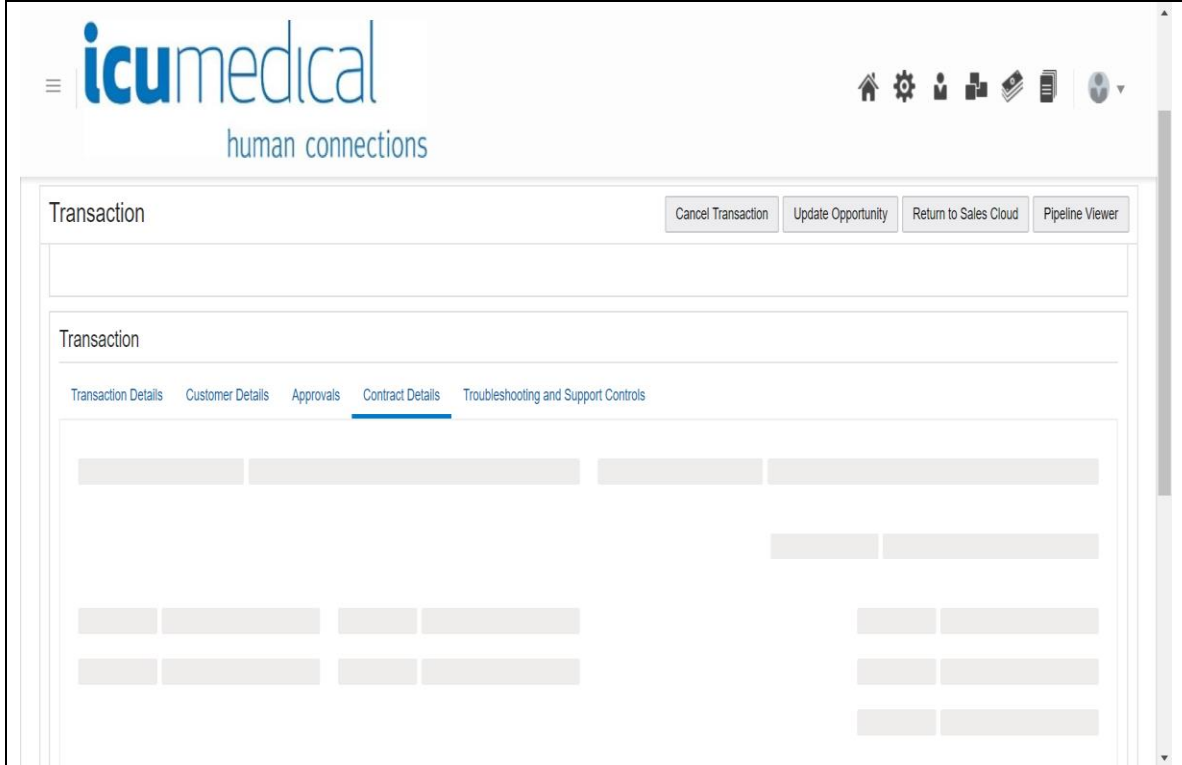 icumedical
human connections
Transaction
Cancel Transaction Update Opportunity Return to Sales Cloud Pipeline Viewer
Transaction
Transaction Details Customer Details Approvals Contract Details Troubleshooting and Support Controls